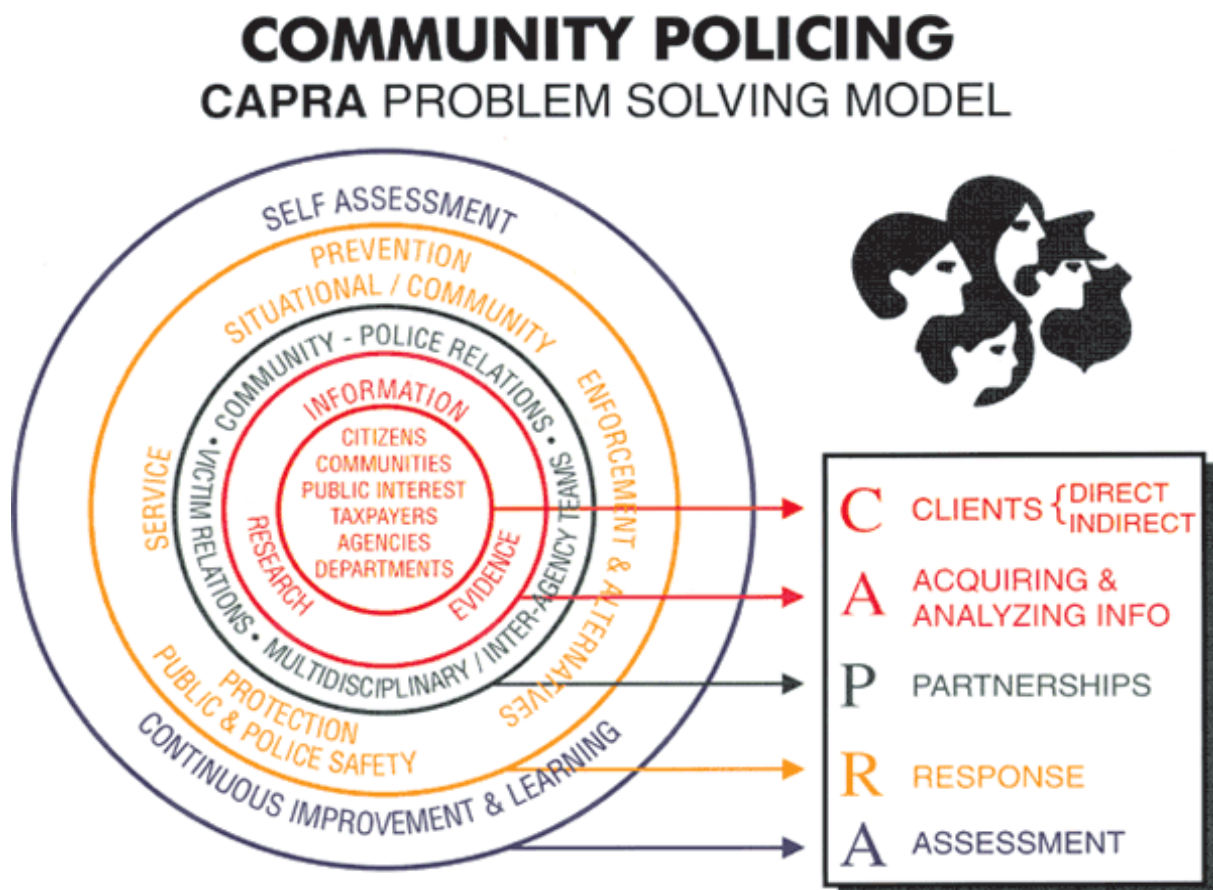 COMMUNITY POLICING
CAPRA PROBLEM SOLVING MODEL
SELF ASSESSMENT
PREVENTION
SITUATIONAL / COMMUNITY
ENFORCEMENT & ALTERNATIVES
SERVICE
PROTECTION
PUBLIC & POLICE SAFETY
CONTINUOUS IMPROVEMENT & LEARNING
• COMMUNITY - POLICE RELATIONS •
MULTIDISCIPLINARY / INTER-AGENCY TEAMS
VICTIM RELATIONS •
INFORMATION
RESEARCH
EVIDENCE
CITIZENS
COMMUNITIES
PUBLIC INTEREST
TAXPAYERS
AGENCIES
DEPARTMENTS
C CLIENTS { DIRECT
INDIRECT
A ACQUIRING &
ANALYZING INFO
P PARTNERSHIPS
R RESPONSE
A ASSESSMENT